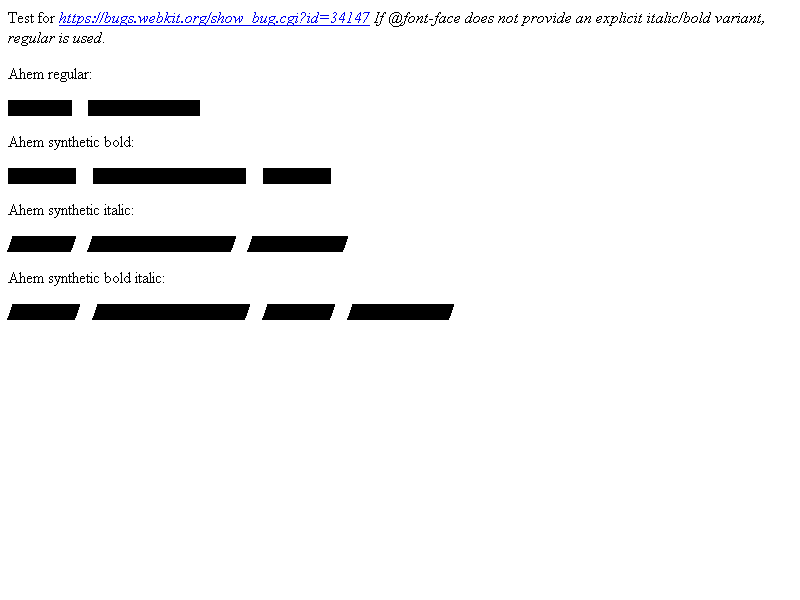 Test for https://bugs.webkit.org/show_bug.cgi?id=34147 If @font-face does not provide an explicit italic/bold variant,
regular is used.
Ahem regular:
Ahem synthetic bold:
Ahem synthetic italic:
Ahem synthetic bold italic: